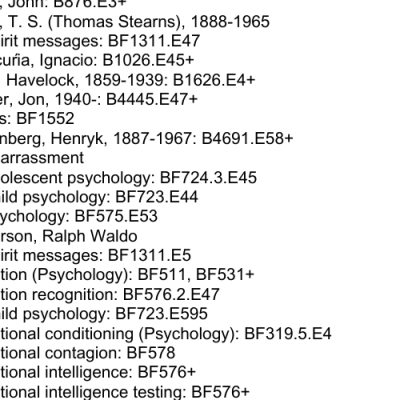 , John: B876.E3+
, T. S. (Thomas Stearns), 1888-1965
irit messages: BF1311.E47
curía, Ignacio: B1026.E45+
, Havelock, 1859-1939: B1626.E4+
er, Jon, 1940-: B4445.E47+
s: BF1552
nberg, Henryk, 1887-1967: B4691.E58+
arrassment
olescent psychology: BF724.3.E45
ild psychology: BF723.E44
ychology: BF575.E53
rson, Ralph Waldo
irit messages: BF1311.E5
tion (Psychology): BF511, BF531+
tion recognition: BF576.2.E47
ild psychology: BF723.E595
tional conditioning (Psychology): BF319.5.E4
tional contagion: BF578
tional intelligence: BF576+
tional intelligence testing: BF576+